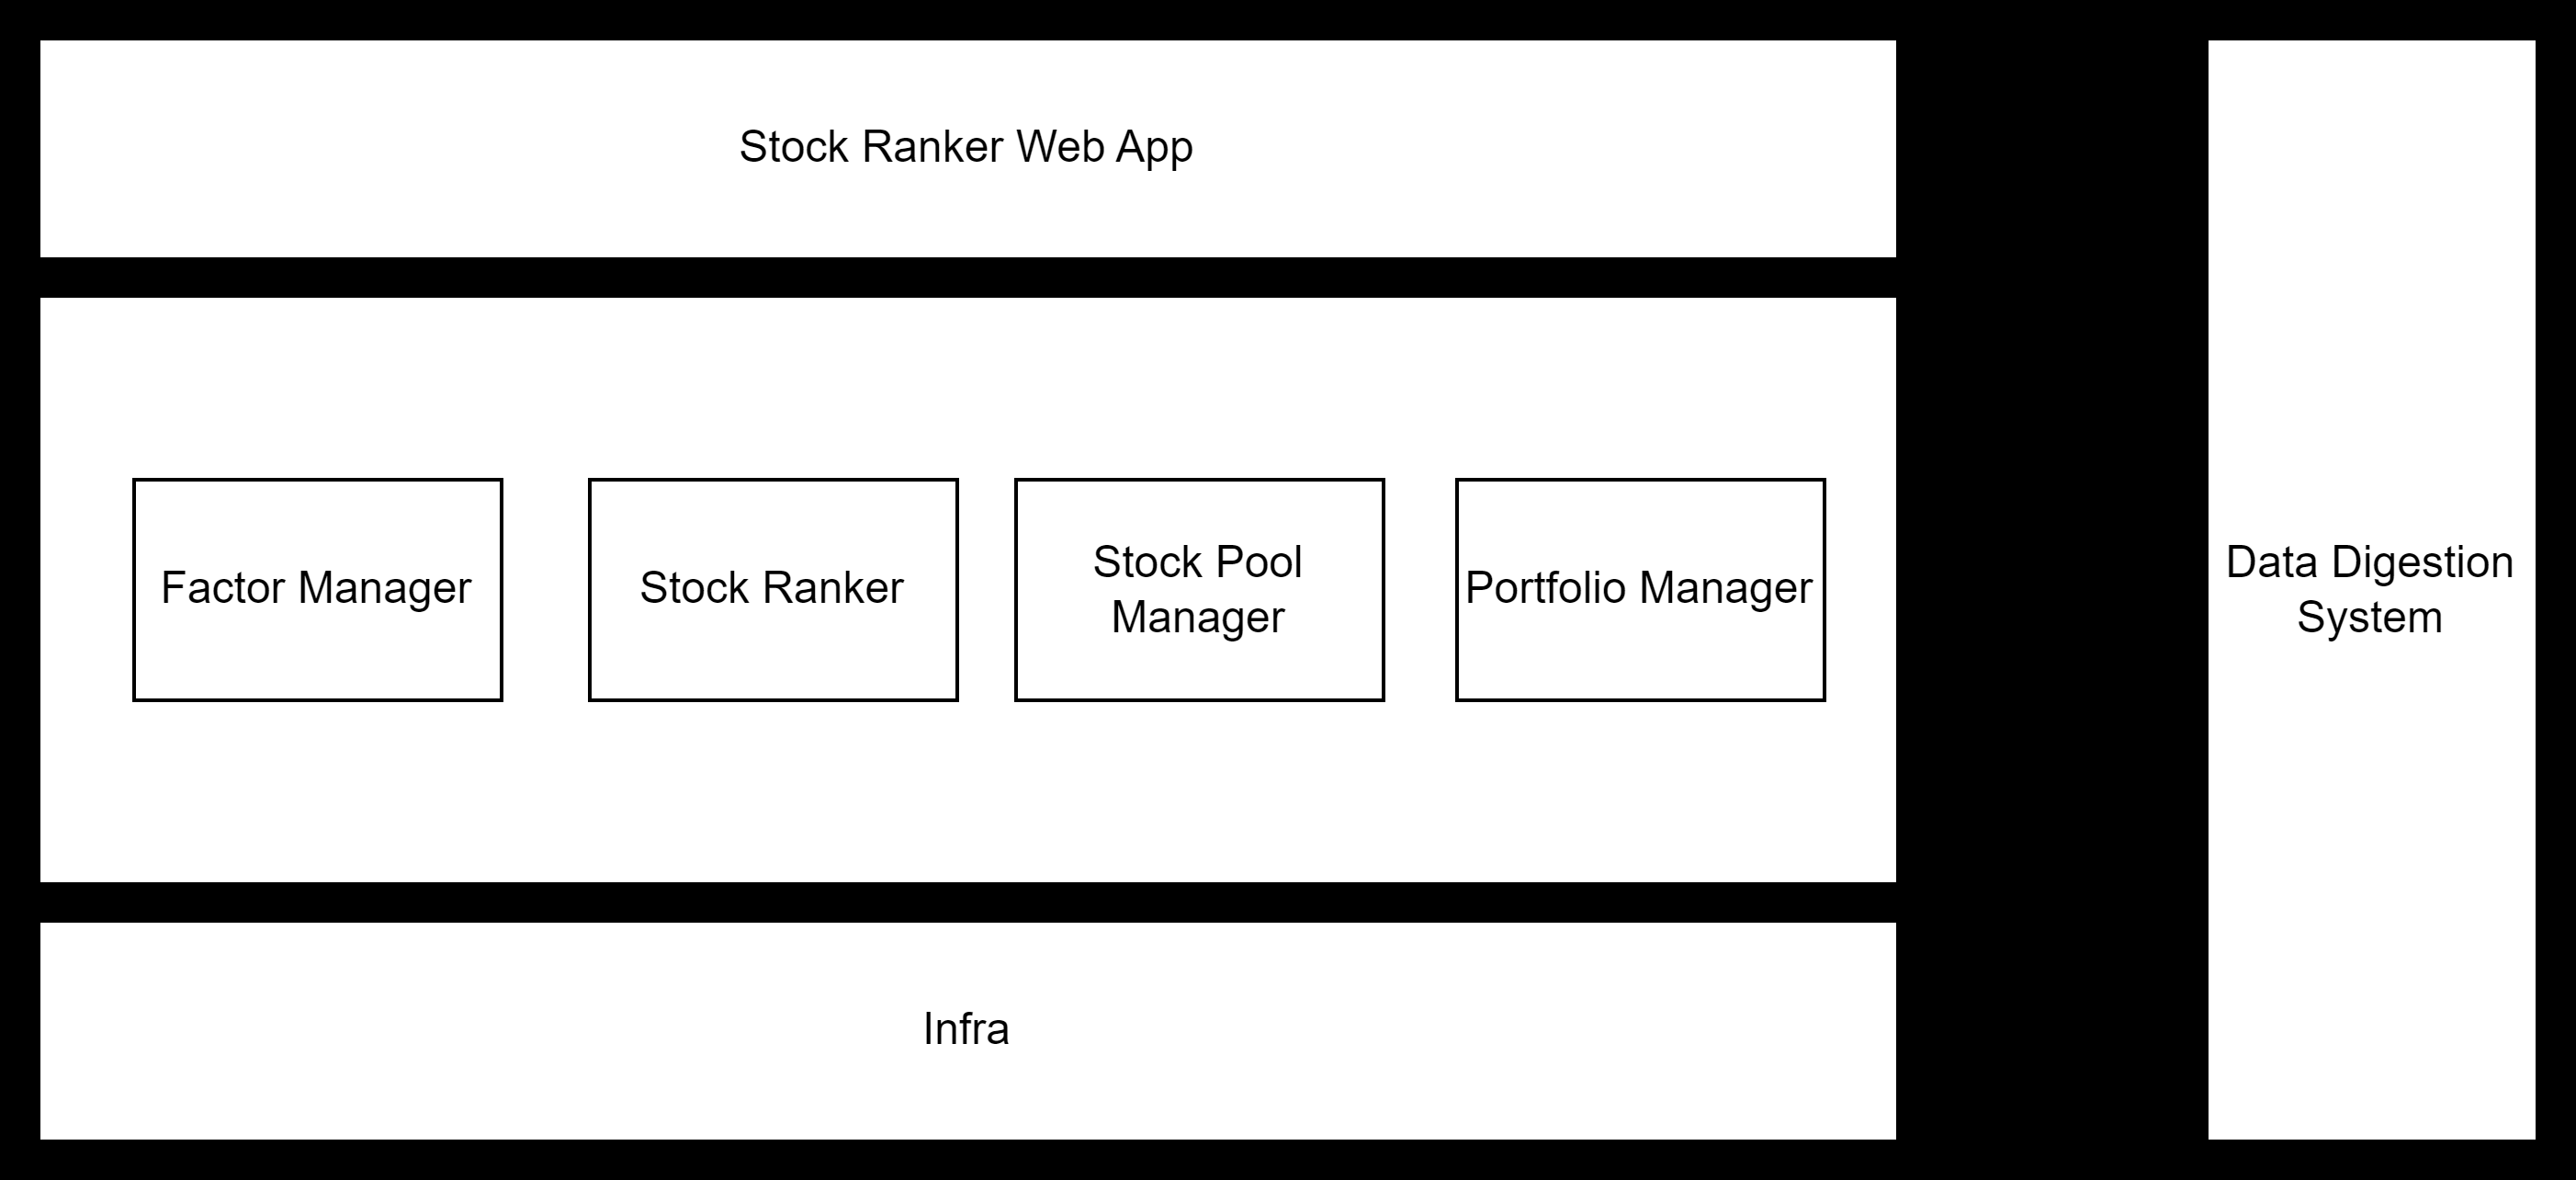 Stock Ranker Web App
Factor Manager
Stock Ranker
Stock Pool
Manager
Portfolio Manager
Data Digestion
System
Infra